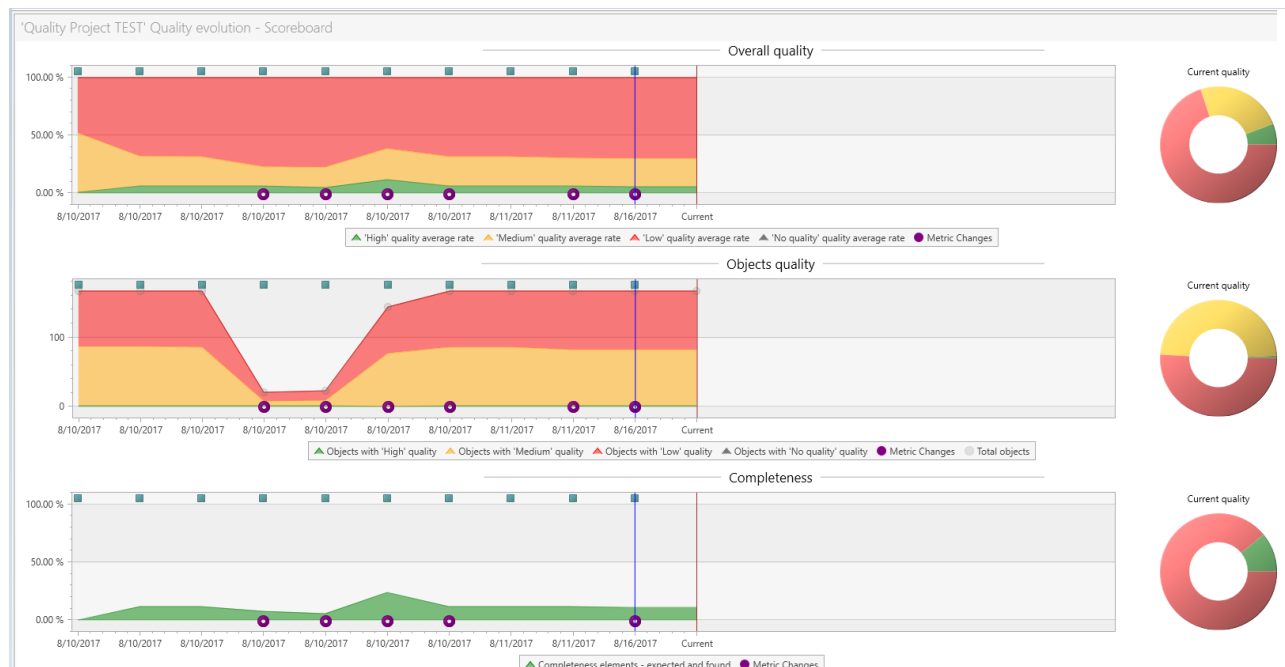 'Quality Project TEST' Quality evolution - Scoreboard
Overall quality
100.00 %
50.00 %
0.00 %
8/10/2017 8/10/2017 8/10/2017 8/10/2017 8/10/2017 8/10/2017 8/10/2017 8/11/2017 8/11/2017 8/16/2017 Current
'High' quality average rate 'Medium' quality average rate 'Low' quality average rate 'No quality' quality average rate Metric Changes
Current quality
Objects quality
100
0
8/10/2017 8/10/2017 8/10/2017 8/10/2017 8/10/2017 8/10/2017 8/10/2017 8/11/2017 8/11/2017 8/16/2017 Current
Objects with 'High' quality Objects with 'Medium' quality Objects with 'Low' quality Objects with 'No quality' quality Metric Changes Total objects
Current quality
Completeness
100.00 %
50.00 %
0.00 %
8/10/2017 8/10/2017 8/10/2017 8/10/2017 8/10/2017 8/10/2017 8/10/2017 8/11/2017 8/11/2017 8/16/2017 Current
Completeness elements - expected and found Metric Changes
Current quality